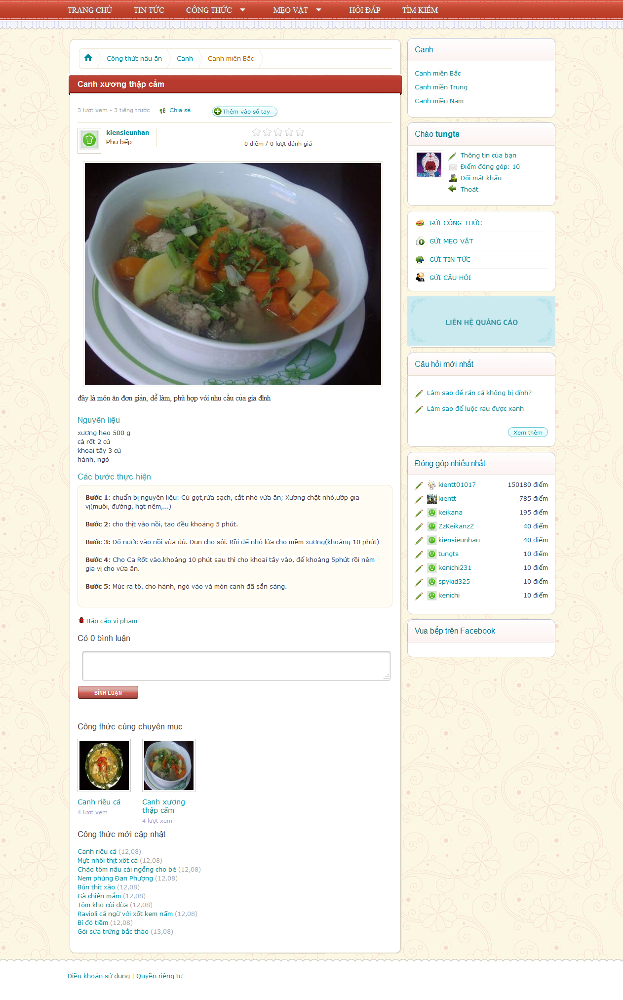 TRANG CHỦ TIN TỨC CÔNG THỨC MẸO VẶT HỎI ĐÁP TÌM KIẾM
Công thức nấu ăn Canh Canh miền Bắc
Canh xương thập cẩm
3 lượt xem - 3 tiếng trước Chia sẻ Thêm vào sổ tay
kiensieunhan
Phụ bếp
0 điểm / 0 lượt đánh giá
đây là món ăn đơn giản, dễ làm, phù hợp với nhu cầu của gia đình
Nguyên liệu
xương heo 500 g
cà rốt 2 củ
khoai tây 3 củ
hành, ngò
Các bước thực hiện
Bước 1: chuẩn bị nguyên liệu: Củ gọt,rửa sạch, cắt nhỏ vừa ăn; Xương chặt nhỏ,ướp gia
vị(muối, đường, hạt nêm,...)
Bước 2: cho thịt vào nồi, tao đều khoảng 5 phút.
Bước 3: Đổ nước vào nồi vừa đủ. Đun cho sôi. Rồi để nhỏ lửa cho mềm xương(khoảng 10 phút)
Bước 4: Cho Ca Rốt vào.khoảng 10 phút sau thì cho khoai tây vào, để khoảng 5phút rồi nêm
gia vị cho vừa ăn.
Bước 5: Múc ra tô, cho hành, ngò vào và món canh đã sẵn sàng.
Báo cáo vi phạm
Có 0 bình luận
BÌNH LUẬN
Công thức cùng chuyên mục
Canh riêu cá
4 lượt xem
Canh xương
thập cẩm
4 lượt xem
Công thức mới cập nhật
Canh riêu cá (12,08)
Mực nhồi thịt xốt cà (12,08)
Cháo tôm nấu cải ngỗng cho bé (12,08)
Nem phùng Đan Phượng (12,08)
Bún thịt xào (12,08)
Gà chiên mắm (12,08)
Tôm kho cùi dừa (12,08)
Ravioli cá ngừ với xốt kem nấm (12,08)
Bí đỏ tiềm (12,08)
Gỏi sứa trứng bắc thảo (13,08)
Canh
Canh miền Bắc
Canh miền Trung
Canh miền Nam
Chào tungts
Thông tin của bạn
Điểm đóng góp: 10
Đổi mật khẩu
Thoát
GỬI CÔNG THỨC
GỬI MẸO VẶT
GỬI TIN TỨC
GỬI CÂU HỎI
LIÊN HỆ QUẢNG CÁO
Câu hỏi mới nhất
Làm sao để rán cá không bị dính?
Làm sao để luộc rau được xanh
Xem thêm
Đóng góp nhiều nhất
kientt01017 150180 điểm
kientt 785 điểm
keikana 195 điểm
ZzKeikanzZ 40 điểm
kiensieunhan 40 điểm
tungts 10 điểm
kenichi231 10 điểm
spykid325 10 điểm
kenichi 10 điểm
Vua bếp trên Facebook
Điều khoản sử dụng | Quyền riêng tư